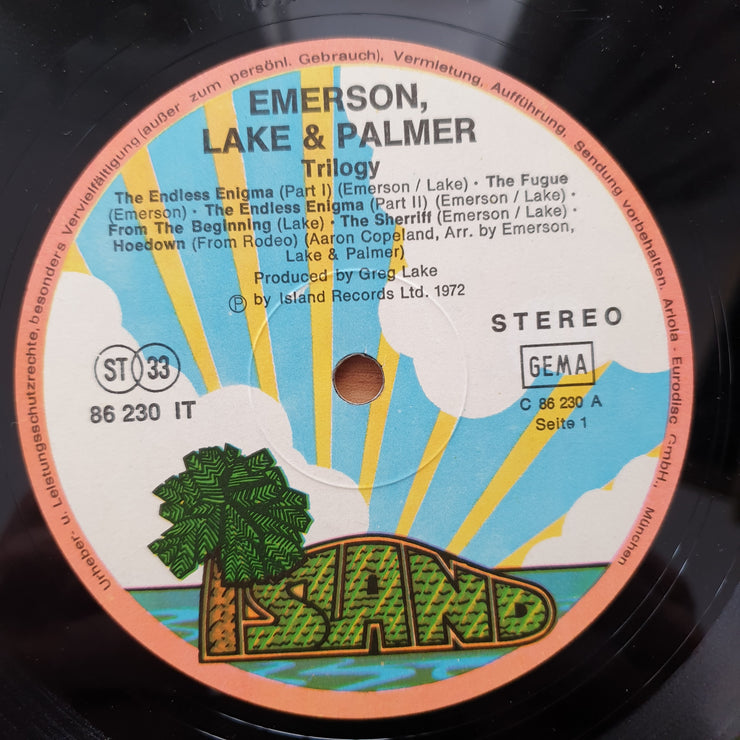 EMERSON,
LAKE & PALMER
Trilogy
The Endless Enigma (Part I) (Emerson / Lake) · The Fugue
(Emerson) · The Endless Enigma (Part II) (Emerson / Lake) ·
From The Beginning (Lake) · The Sherriff (Emerson / Lake) ·
Hoedown (From Rodeo) (Aaron Copeland, Arr. by Emerson,
Lake & Palmer)
Produced by Greg Lake
Ⓟ by Island Records Ltd. 1972
STEREO
ST 33
GEMA
86 230 IT
C 86 230 A
Seite 1
ISLAND
Urheber- u. Leistungsschutzrechte, besonders Vervielfältigung (außer zum persönl. Gebrauch), Vermietung, Aufführung, Sendung vorbehalten. Ariola - Eurodisc GmbH., München